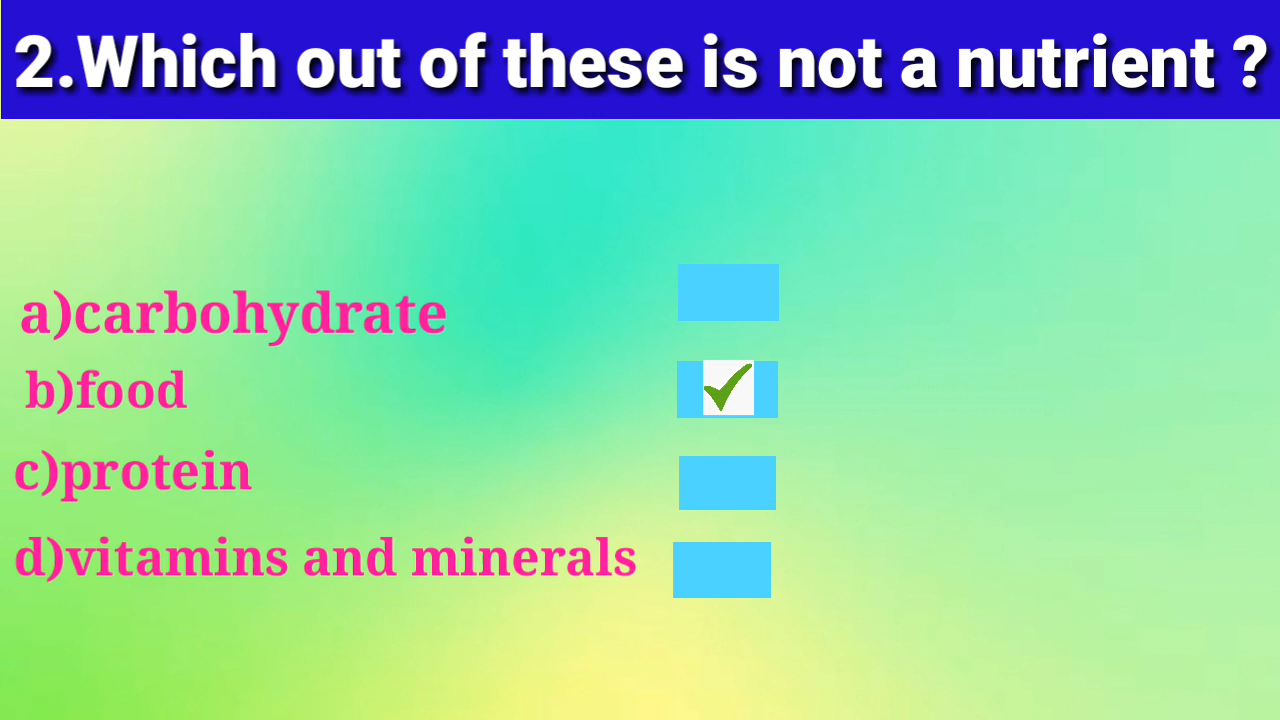 2.Which out of these is not a nutrient ?
a)carbohydrate
b)food
c)protein
d)vitamins and minerals